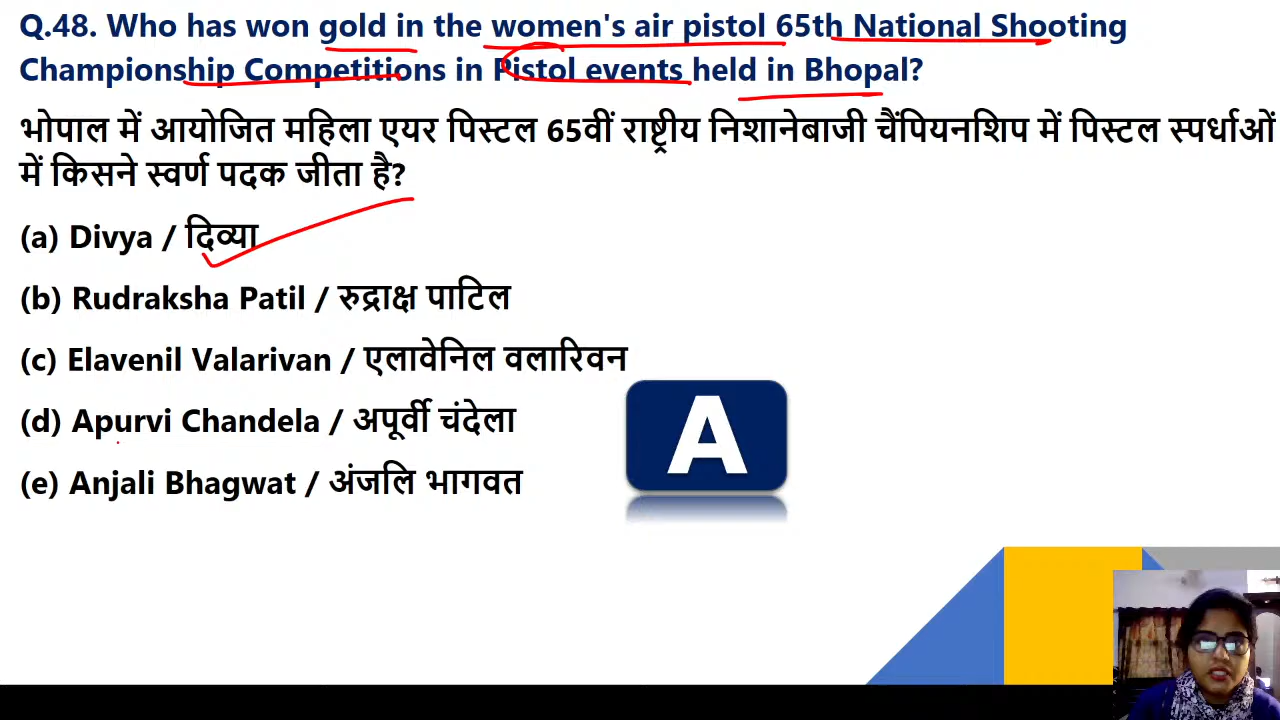 Q.48. Who has won gold in the women's air pistol 65th National Shooting
Championship Competitions in Pistol events held in Bhopal?
भोपाल में आयोजित महिला एयर पिस्टल 65वीं राष्ट्रीय निशानेबाजी चैंपियनशिप में पिस्टल स्पर्धाओं
में किसने स्वर्ण पदक जीता है?
(a) Divya / दिव्या
(b) Rudraksha Patil / रुद्राक्ष पाटिल
(c) Elavenil Valarivan / एलावेनिल वलारिवन
(d) Apurvi Chandela / अपूर्वी चंदेला
(e) Anjali Bhagwat / अंजलि भागवत
A